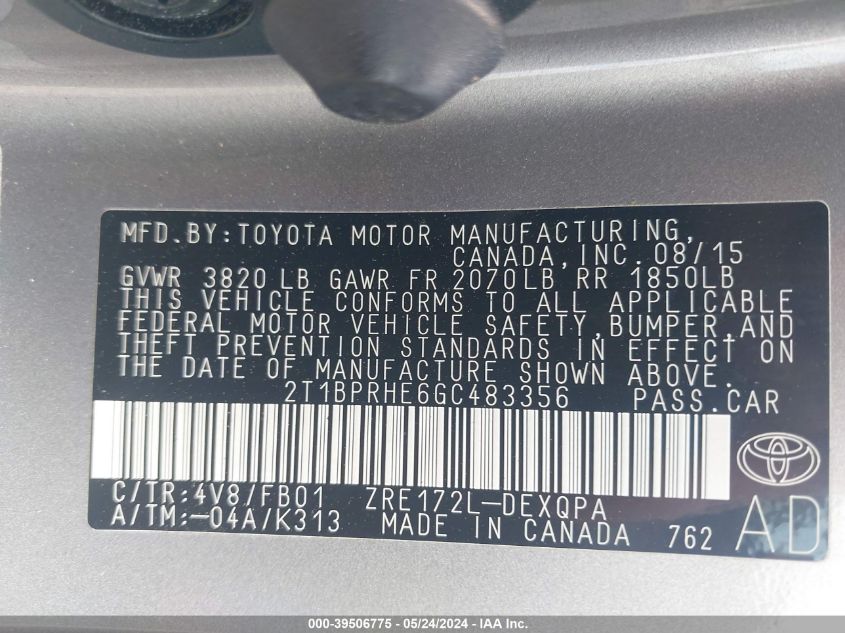 MFD.BY:TOYOTA MOTOR MANUFACTURING,
CANADA,INC. 08/15
GVWR 3820 LB GAWR FR 2070LB RR 1850LB
THIS VEHICLE CONFORMS TO ALL APPLICABLE
FEDERAL MOTOR VEHICLE SAFETY,BUMPER,AND
THEFT PREVENTION STANDARDS IN EFFECT ON
THE DATE OF MANUFACTURE SHOWN ABOVE.
2T1BPRHE6GC483356 PASS.CAR
C/TR:4V8/FB01 ZRE172L-DEXQPA
A/TM:-04A/K313 MADE IN CANADA 762 AD
000-39506775 - 05/24/2024 - IAA Inc.